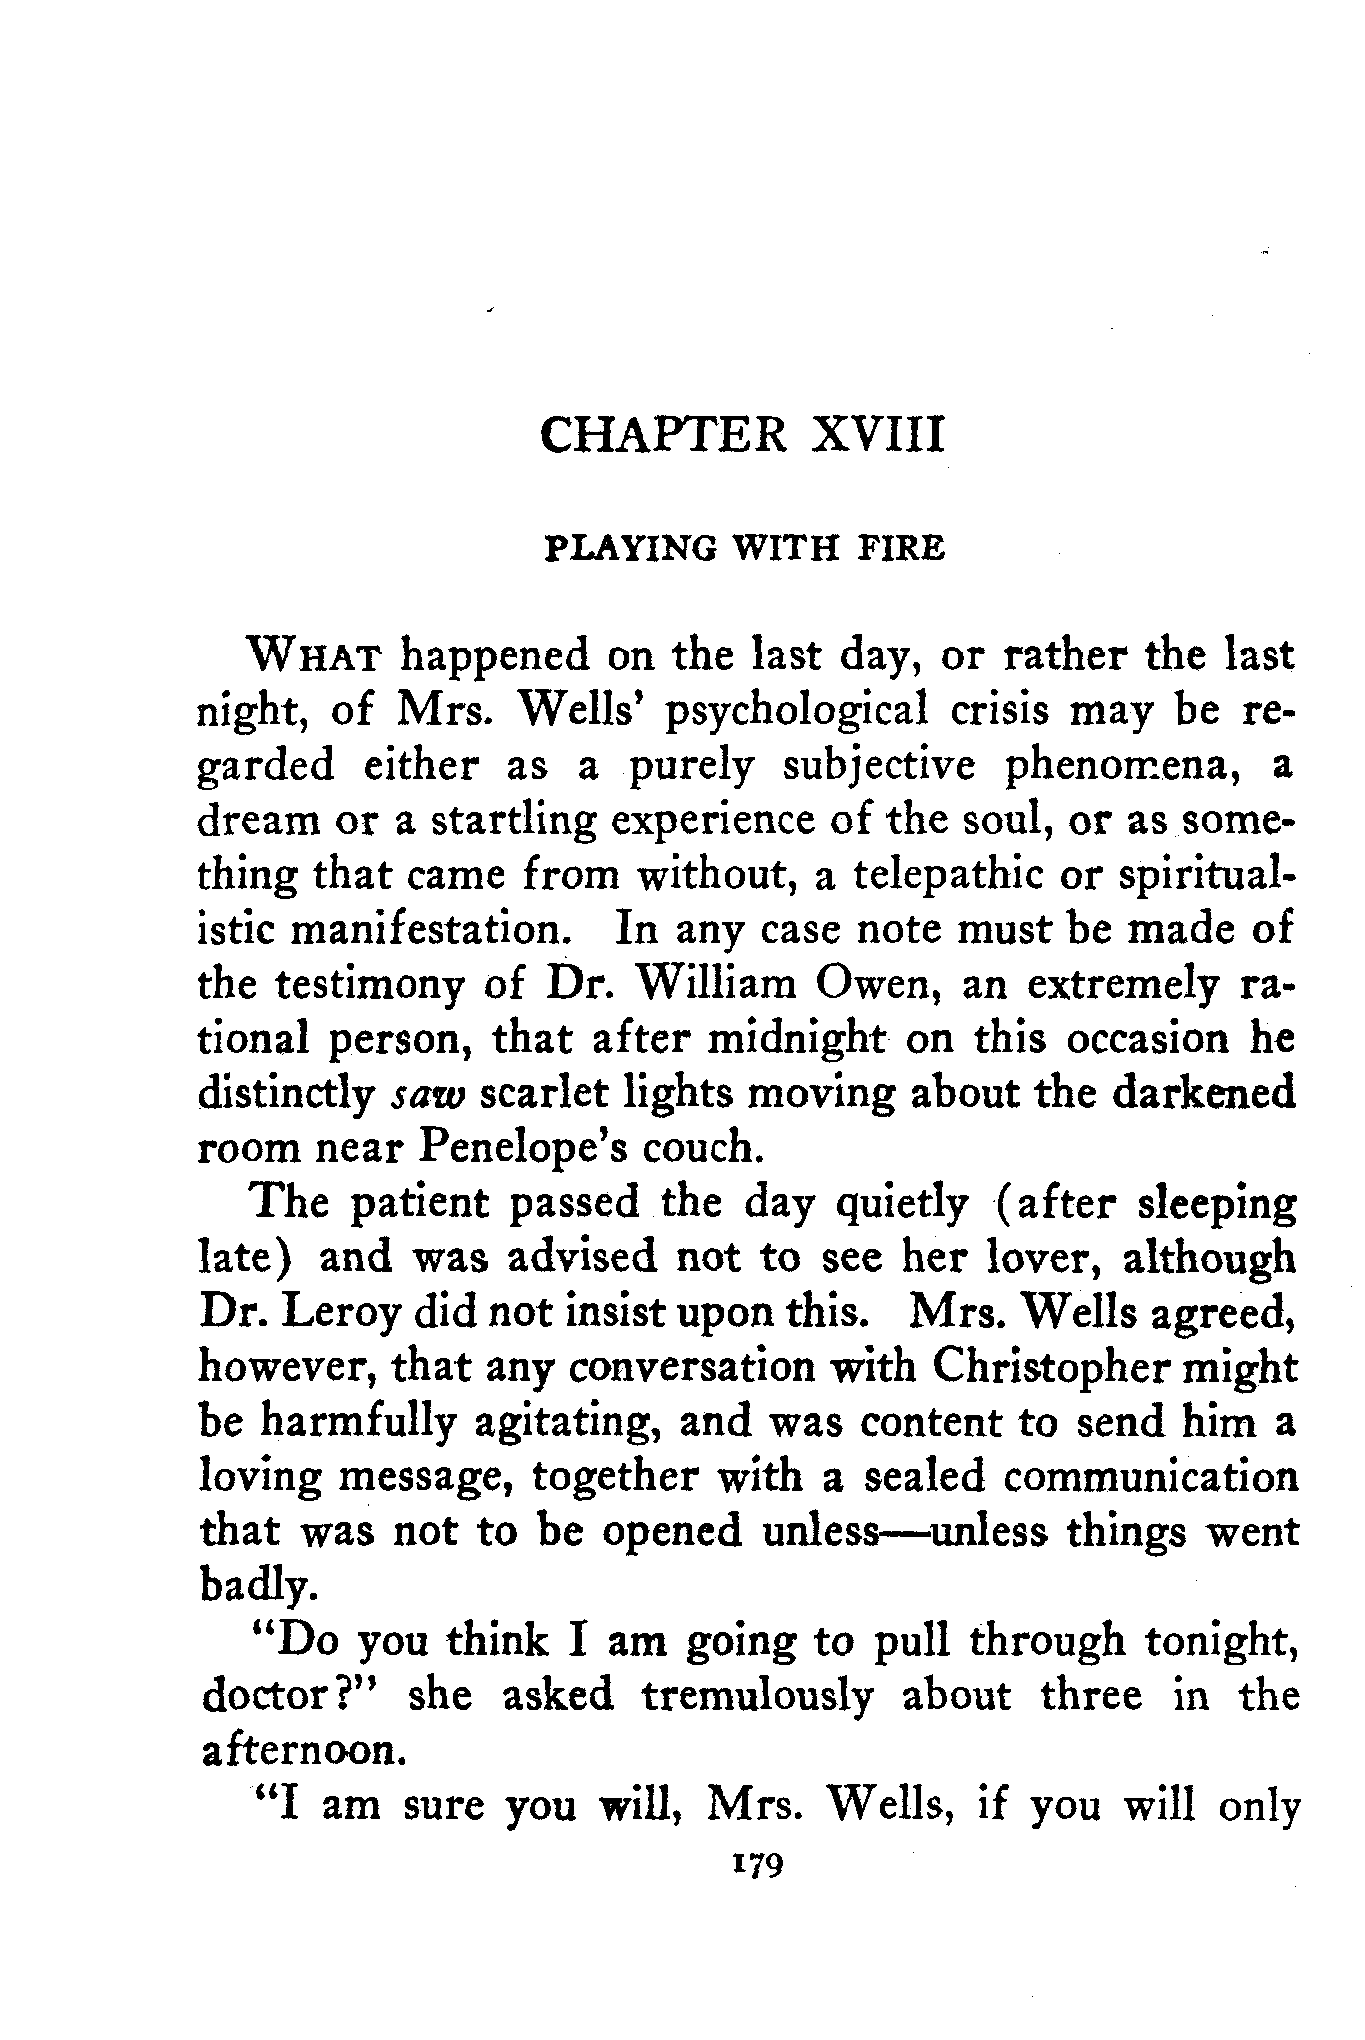 CHAPTER XVIII
PLAYING WITH FIRE
WHAT happened on the last day, or rather the last
night, of Mrs. Wells' psychological crisis may be re-
garded either as a purely subjective phenomena, a
dream or a startling experience of the soul, or as some-
thing that came from without, a telepathic or spiritual-
istic manifestation. In any case note must be made of
the testimony of Dr. William Owen, an extremely ra-
tional person, that after midnight on this occasion he
distinctly saw scarlet lights moving about the darkened
room near Penelope's couch.
The patient passed the day quietly (after sleeping
late) and was advised not to see her lover, although
Dr. Leroy did not insist upon this. Mrs. Wells agreed,
however, that any conversation with Christopher might
be harmfully agitating, and was content to send him a
loving message, together with a sealed communication
that was not to be opened unless—unless things went
badly.
"Do you think I am going to pull through tonight,
doctor?" she asked tremulously about three in the
afternoon.
"I am sure you will, Mrs. Wells, if you will only
179